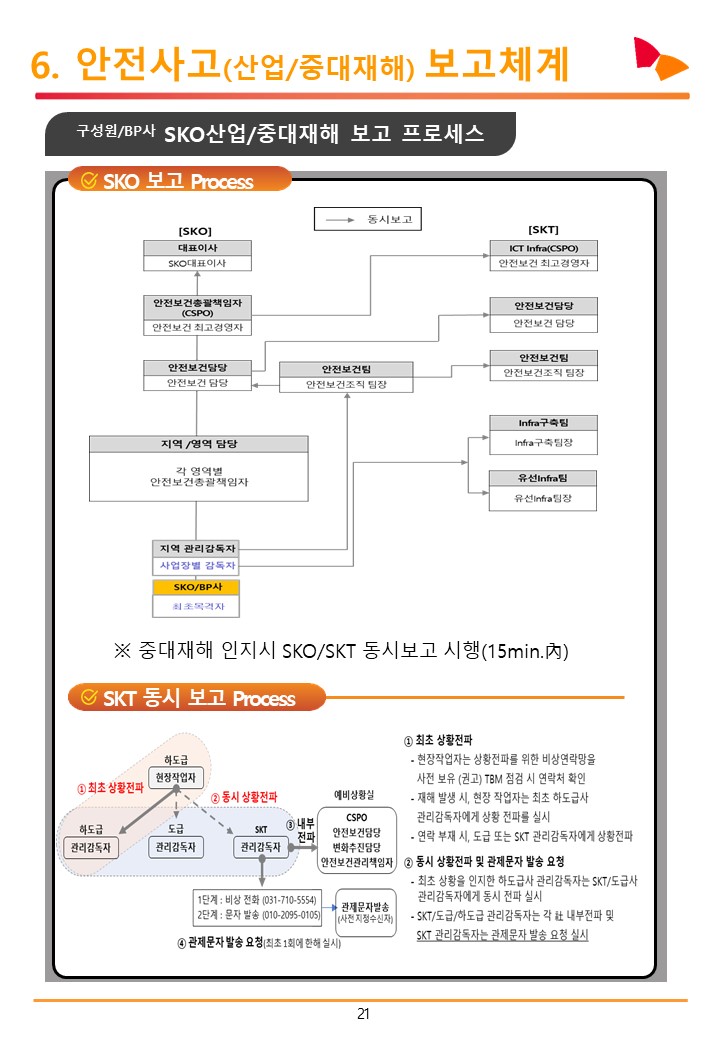 6. 안전사고(산업/중대재해) 보고체계
구성원/BP사 SKO산업/중대재해 보고 프로세스
SKO 보고 Process
동시보고
[SKO]
[SKT]
대표이사
SKO대표이사
ICT Infra(CSPO)
안전보건 최고경영자
안전보건총괄책임자
(CSPO)
안전보건 최고경영자
안전보건담당
안전보건 담당
안전보건담당
안전보건 담당
안전보건팀
안전보건조직 팀장
안전보건팀
안전보건조직 팀장
지역 /영역 담당
각 영역별
안전보건총괄책임자
Infra구축팀
Infra구축팀장
유선Infra팀
유선Infra팀장
지역 관리감독자
사업장별 감독자
SKO/BP사
최초목격자
※ 중대재해 인지시 SKO/SKT 동시보고 시행(15min.內)
SKT 동시 보고 Process
하도급
현장작업자
① 최초 상황전파
② 동시 상황전파
하도급
관리감독자
도급
관리감독자
SKT
관리감독자
③ 내부
전파
예비상황실
CSPO
안전보건담당
변화추진담당
안전보건관리책임자
1단계 : 비상 전화 (031-710-5554)
2단계 : 문자 발송 (010-2095-0105)
관제문자발송
(사전 지정수신자)
④ 관제문자 발송 요청(최초 1회에 한해 실시)
① 최초 상황전파
- 현장작업자는 상황전파를 위한 비상연락망을
사전 보유 (권고) TBM 점검 시 연락처 확인
- 재해 발생 시, 현장 작업자는 최초 하도급사
관리감독자에게 상황 전파를 실시
- 연락 부재 시, 도급 또는 SKT 관리감독자에게 상황전파
② 동시 상황전파 및 관제문자 발송 요청
- 최초 상황을 인지한 하도급사 관리감독자는 SKT/도급사
관리감독자에게 동시 전파 실시
- SKT/도급/하도급 관리감독자는 각 社 내부전파 및
SKT 관리감독자는 관제문자 발송 요청 실시
21